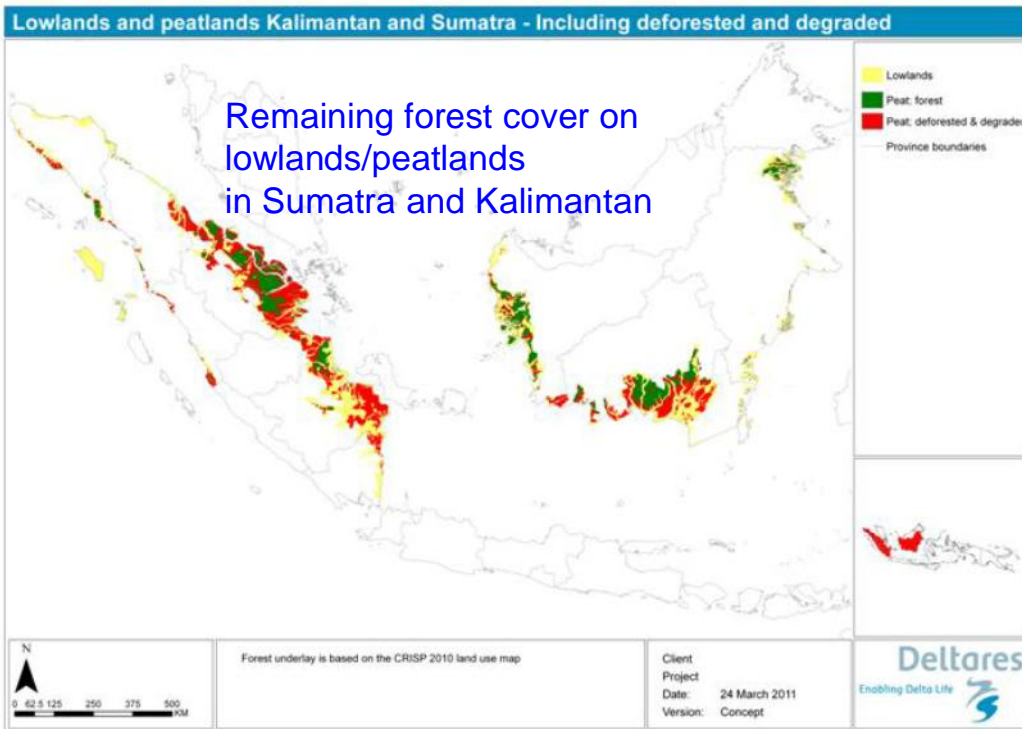 Lowlands and peatlands Kalimantan and Sumatra - Including deforested and degraded
Remaining forest cover on
lowlands/peatlands
in Sumatra and Kalimantan
Lowlands
Peat: forest
Peat: deforested & degraded
Province boundaries
N
0 62.5 125 250 375 500
KM
Forest underlay is based on the CRISP 2010 land use map
Client
Project
Date: 24 March 2011
Version: Concept
Deltares
Enabling Delta Life